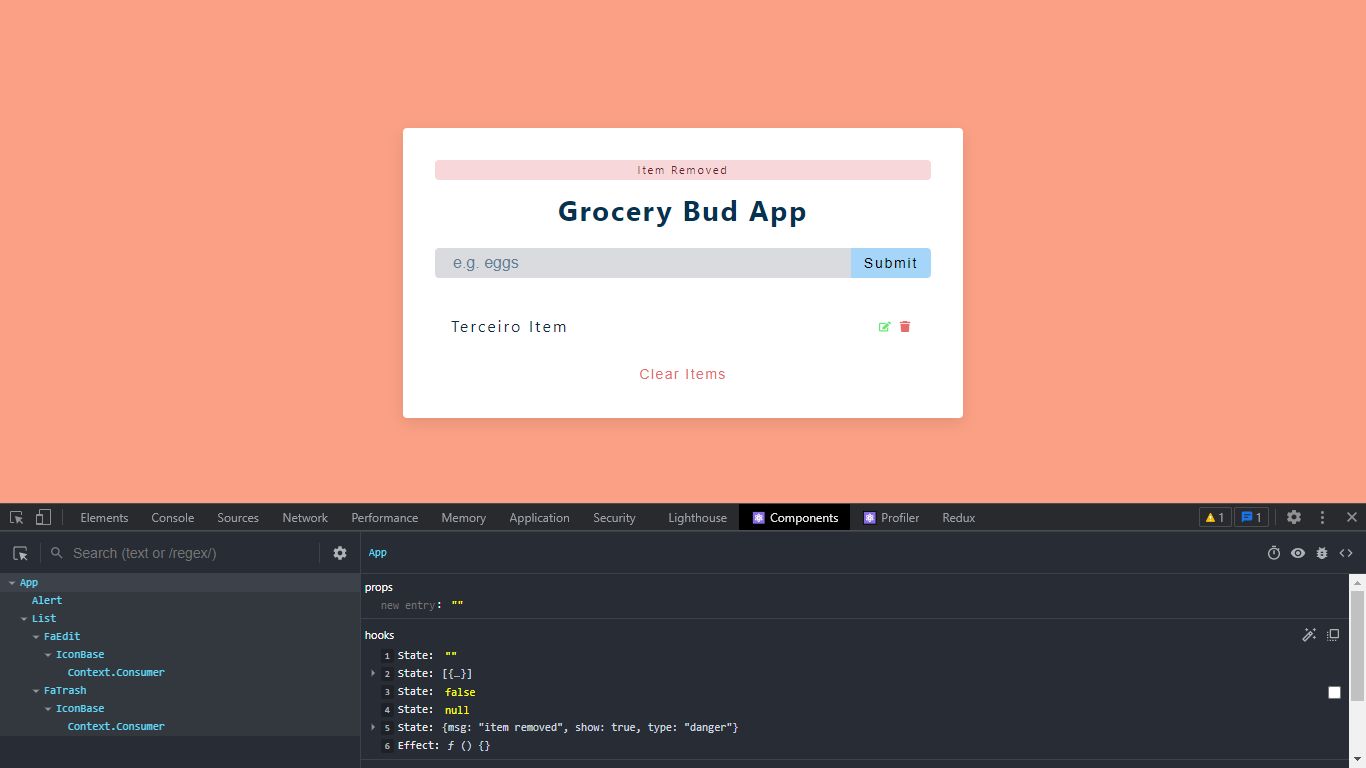 Item Removed
Grocery Bud App
e.g. eggs Submit
Terceiro Item
Clear Items
Elements Console Sources Network Performance Memory Application Security Lighthouse Components Profiler Redux 1 1
Search (text or /regex/) App
App
Alert
List
FaEdit
IconBase
Context.Consumer
FaTrash
IconBase
Context.Consumer
props
new entry: ""
hooks
1 State: ""
2 State: [{…}]
3 State: false
4 State: null
5 State: {msg: "item removed", show: true, type: "danger"}
6 Effect: ƒ () {}